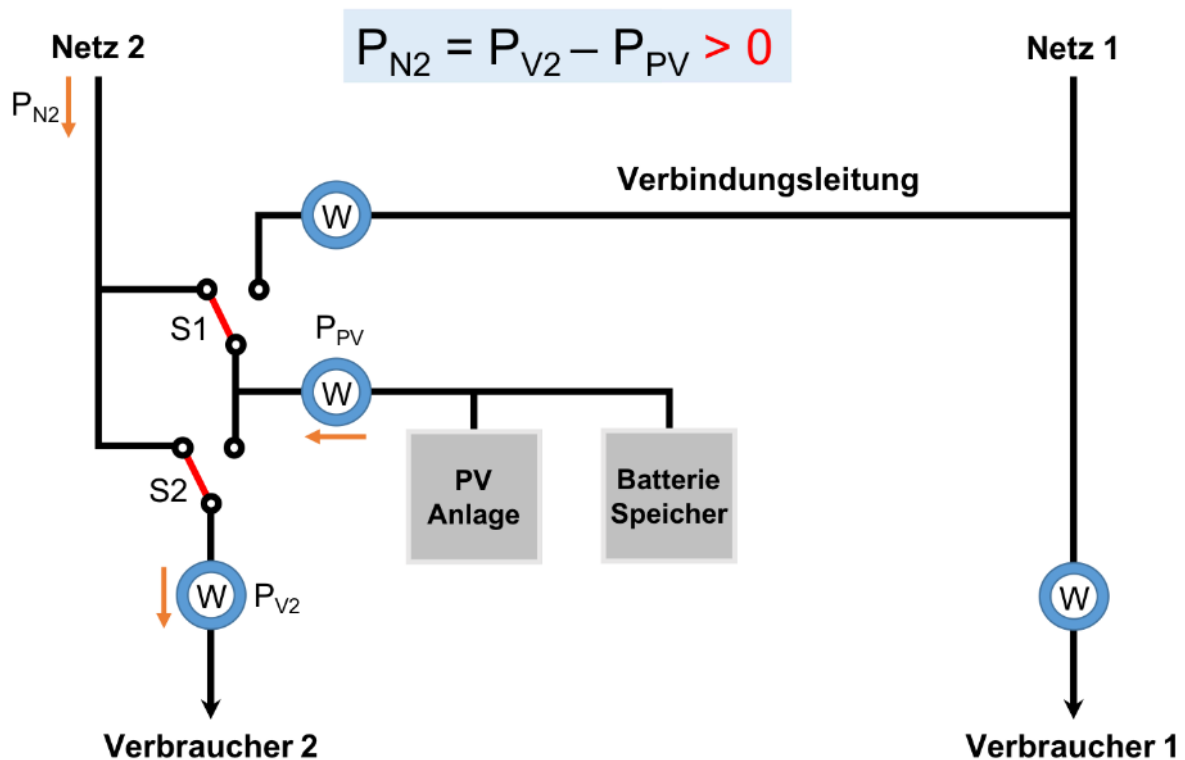 Netz 2
P_N2 = P_V2 – P_PV > 0
Netz 1
P_N2
Verbindungsleitung
W
S1
P_PV
W
S2
PV
Anlage
Batterie
Speicher
W
P_V2
W
Verbraucher 2
Verbraucher 1